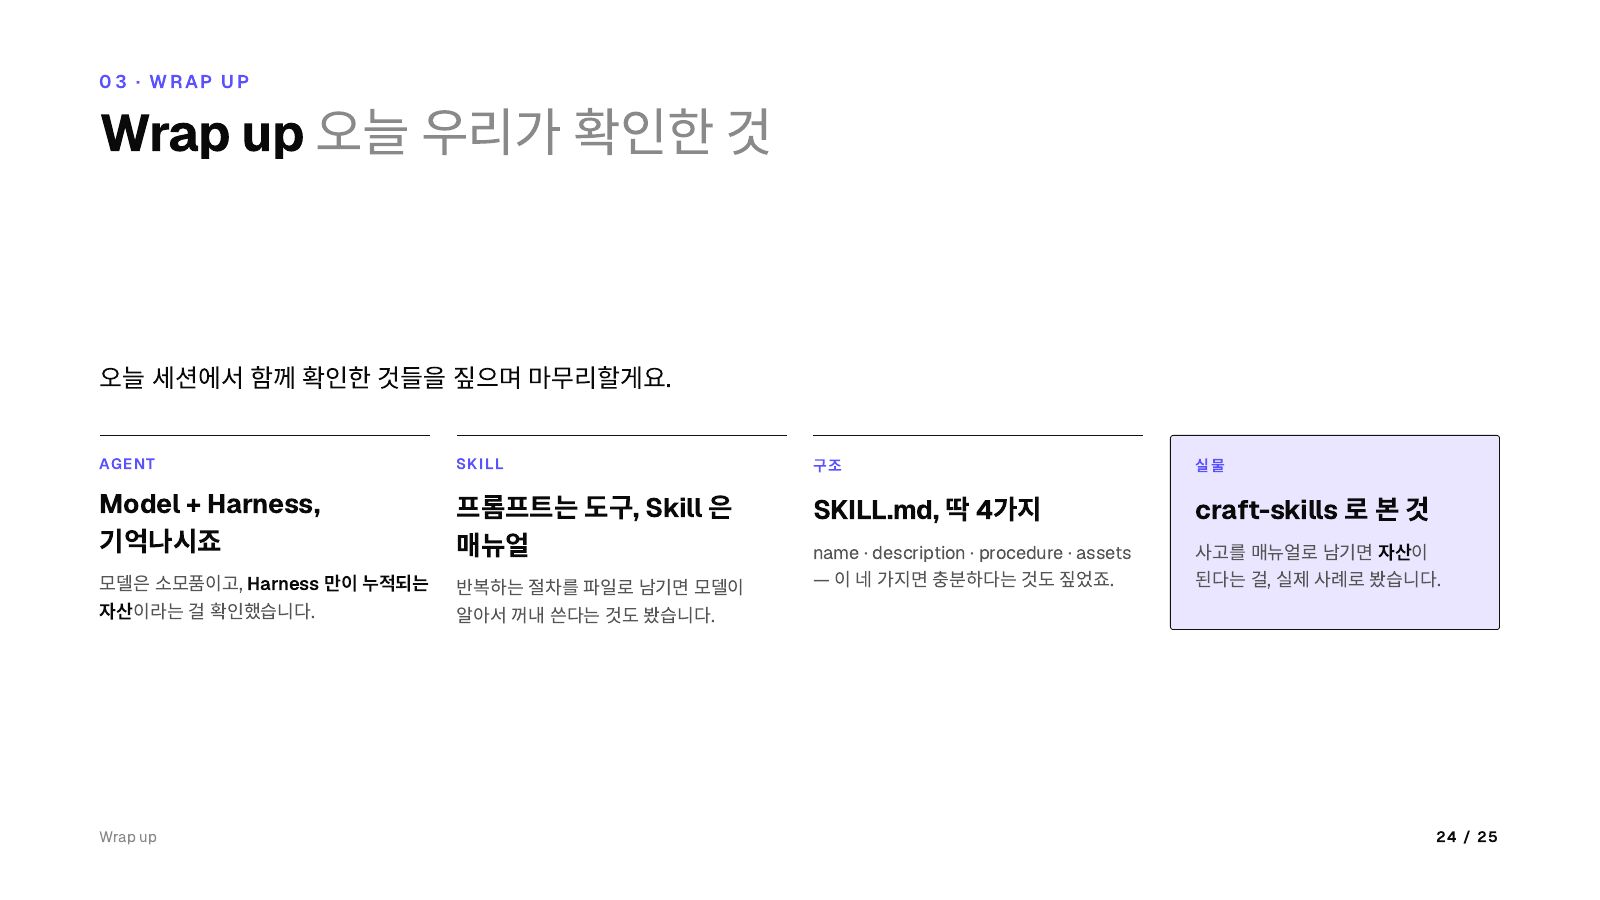 03 · WRAP UP
Wrap up 오늘 우리가 확인한 것
오늘 세션에서 함께 확인한 것들을 짚으며 마무리할게요.
AGENT
Model + Harness,
기억나시죠
모델은 소모품이고, Harness 만이 누적되는
자산이라는 걸 확인했습니다.
SKILL
프롬프트는 도구, Skill 은
매뉴얼
반복하는 절차를 파일로 남기면 모델이
알아서 꺼내 쓴다는 것도 봤습니다.
구조
SKILL.md, 딱 4가지
name · description · procedure · assets
— 이 네 가지면 충분하다는 것도 짚었죠.
실물
craft-skills 로 본 것
사고를 매뉴얼로 남기면 자산이
된다는 걸, 실제 사례로 봤습니다.
Wrap up
24 / 25